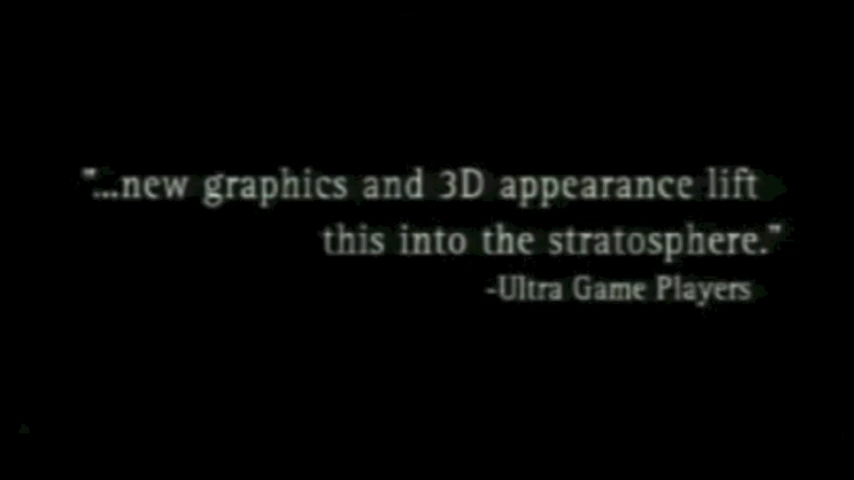 "...new graphics and 3D appearance lift
this into the stratosphere."
-Ultra Game Players